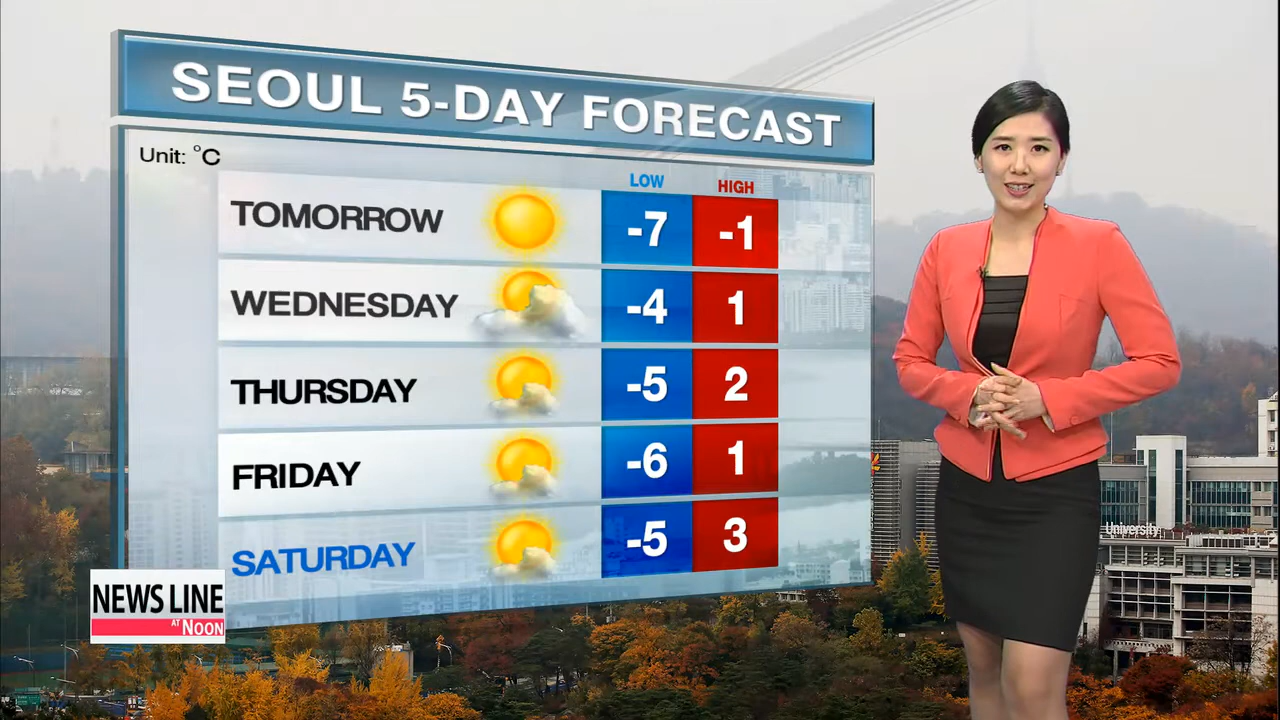 SEOUL 5-DAY FORECAST
Unit: °C
LOW HIGH
TOMORROW -7 -1
WEDNESDAY -4 1
THURSDAY -5 2
FRIDAY -6 1
SATURDAY -5 3
University
NEWS LINE
AT NOON